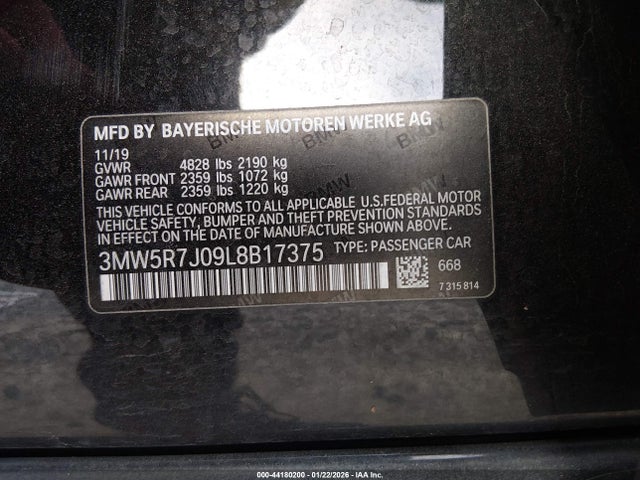 MFD BY BAYERISCHE MOTOREN WERKE AG
11/19
GVWR 4828 lbs 2190 kg
GAWR FRONT 2359 lbs 1072 kg
GAWR REAR 2359 lbs 1220 kg
THIS VEHICLE CONFORMS TO ALL APPLICABLE U.S.FEDERAL MOTOR
VEHICLE SAFETY, BUMPER AND THEFT PREVENTION STANDARDS
IN EFFECT ON THE DATE OF MANUFACTURE SHOWN ABOVE.
3MW5R7J09L8B17375 TYPE: PASSENGER CAR
668
7 315 814
BMW
BMW
BMW
000-44180200 - 01/22/2026 - IAA Inc.